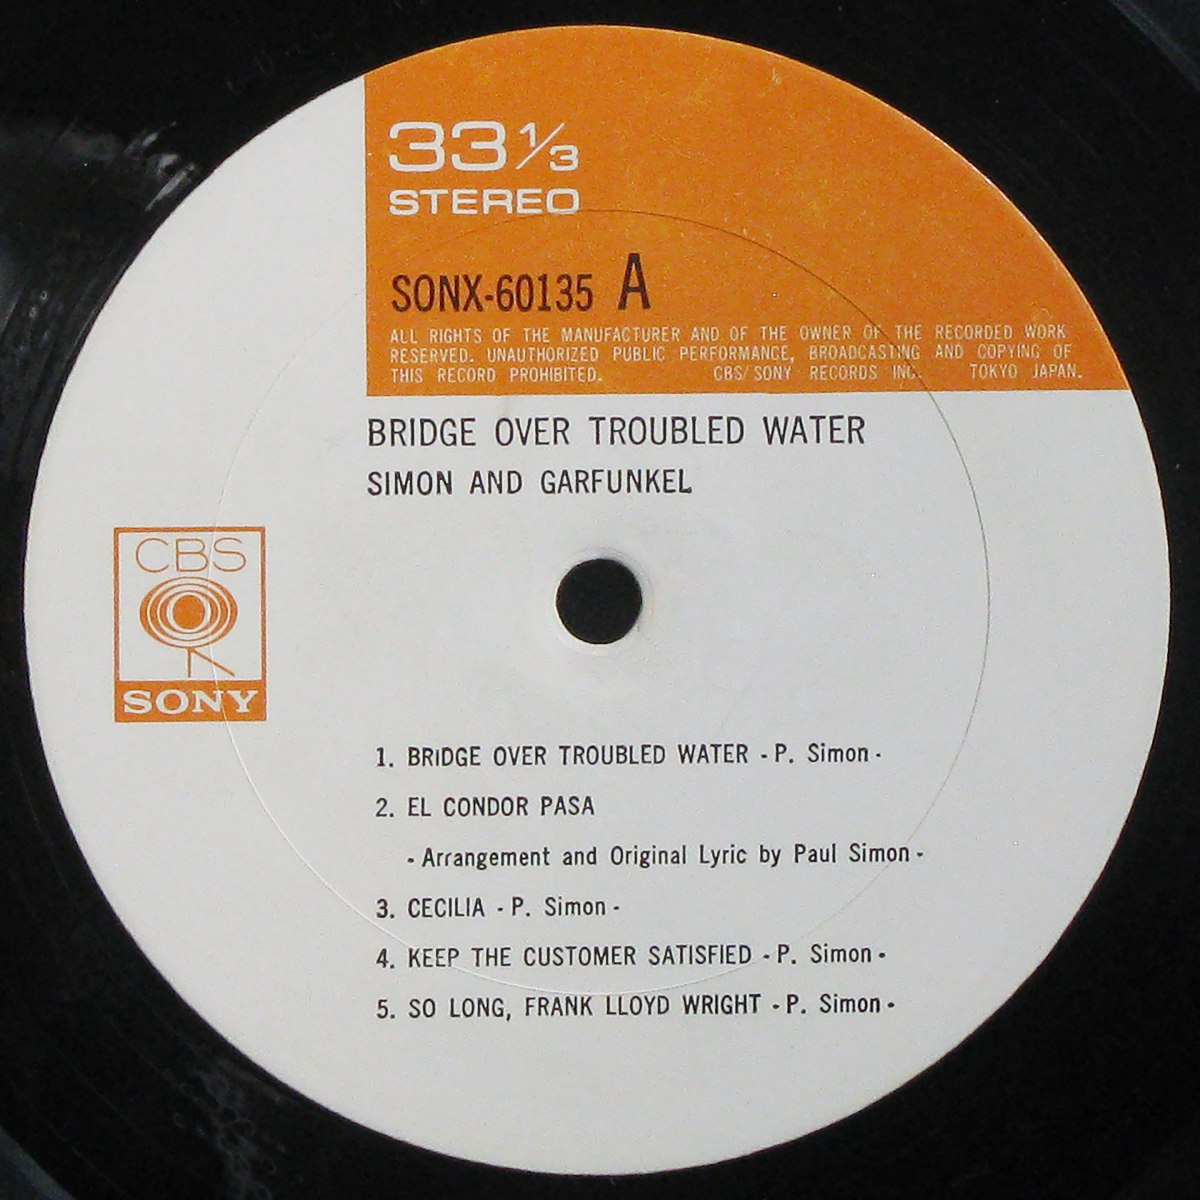 33 1/3
STEREO
SONX-60135 A
ALL RIGHTS OF THE MANUFACTURER AND OF THE OWNER OF THE RECORDED WORK
RESERVED. UNAUTHORIZED PUBLIC PERFORMANCE, BROADCASTING AND COPYING OF
THIS RECORD PROHIBITED. CBS/SONY RECORDS INC. TOKYO JAPAN.
BRIDGE OVER TROUBLED WATER
SIMON AND GARFUNKEL
CBS
SONY
1. BRIDGE OVER TROUBLED WATER - P. Simon -
2. EL CONDOR PASA
- Arrangement and Original Lyric by Paul Simon -
3. CECILIA - P. Simon -
4. KEEP THE CUSTOMER SATISFIED - P. Simon -
5. SO LONG, FRANK LLOYD WRIGHT - P. Simon -